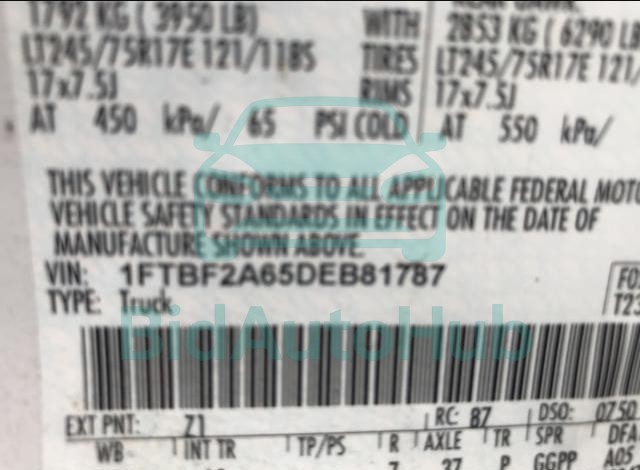 1792 KG ( 3950 LB) WITH 2853 KG ( 6290 LB
LT245/75R17E 121/118S TIRES LT245/75R17E 121/
17x7.5J RIMS 17x7.5J
AT 450 kPa/ 65 PSI COLD AT 550 kPa/
THIS VEHICLE CONFORMS TO ALL APPLICABLE FEDERAL MOTO
VEHICLE SAFETY STANDARDS IN EFFECT ON THE DATE OF
MANUFACTURE SHOWN ABOVE.
VIN: 1FTBF2A65DEB81787
TYPE: Truck
BidAutoHub
EXT PNT: Z1 RC: 87 DSO: 0750
WB INT TR TP/PS R AXLE TR SPR DFA
37 P GGPP A05